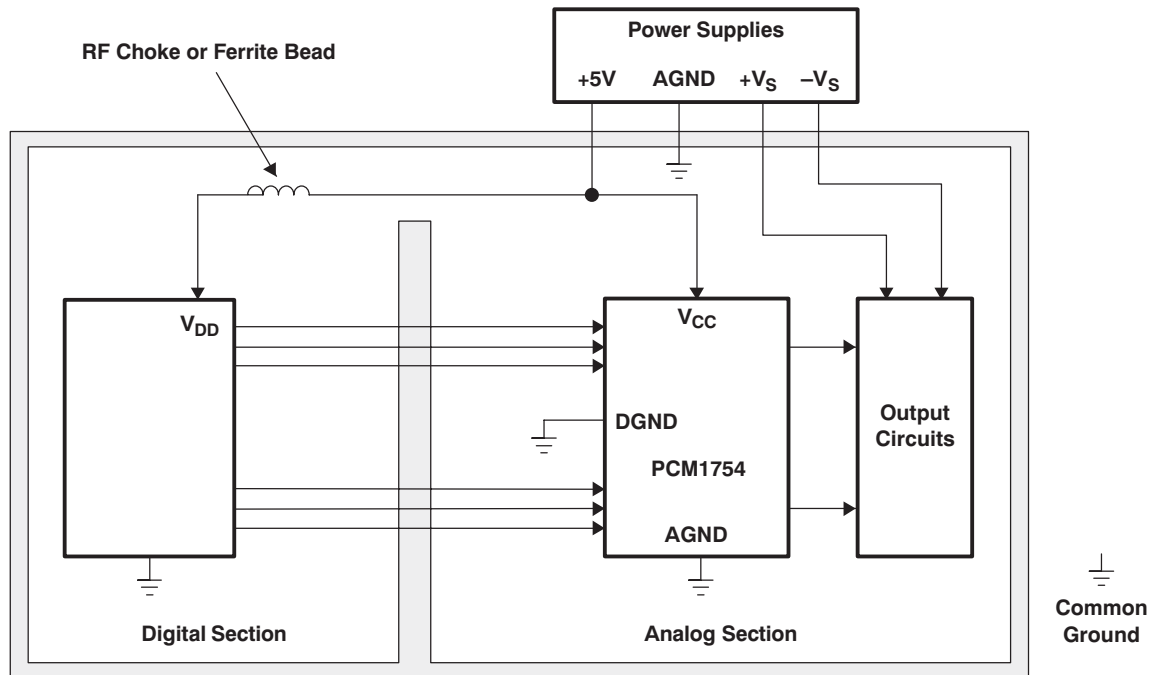 Power Supplies
RF Choke or Ferrite Bead
+5V AGND +VS –VS
VDD
VCC
DGND
Output
Circuits
PCM1754
AGND
Common
Ground
Digital Section
Analog Section